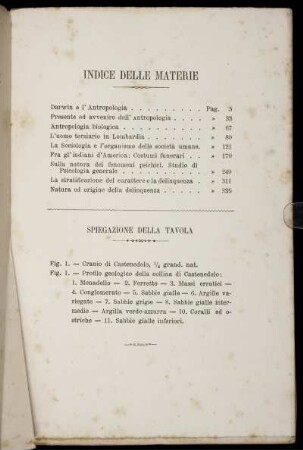 INDICE DELLE MATERIE
Darwin e l'Antropologia . . . . . . . . . Pag. 3
Presente ed avvenire dell'Antropologia . . . . » 33
Antropologia biologica . . . . . . . . . . » 67
L'uomo terziario in Lombardia . . . . . . . » 89
La Sociologia e l'organismo delle società umane. » 121
Fra gl'indiani d'America: Costumi funerari . . » 176
Sulla natura dei fenomeni psichici. Studio di
Psicologia generale . . . . . . . . . . » 249
La stratificazione del carattere e la delinquenza . » 311
Natura ed origine della delinquenza . . . . . » 335
SPIEGAZIONE DELLA TAVOLA
Fig. 1. — Cranio di Castenedolo, grand. nat.
Fig. 1. — Profilo geologico della collina di Castenedolo:
1. Menadella — 2. Ferretto — 3. Massi erratici —
4. Conglomerato — 5. Sabbie gialle — 6. Argille va-
riegate — 7. Sabbie grigie — 8. Sabbie gialle inter-
medie — Argilla verde-azzurra — 10. Coralli ed o-
striche — 11. Sabbie gialle inferiori.